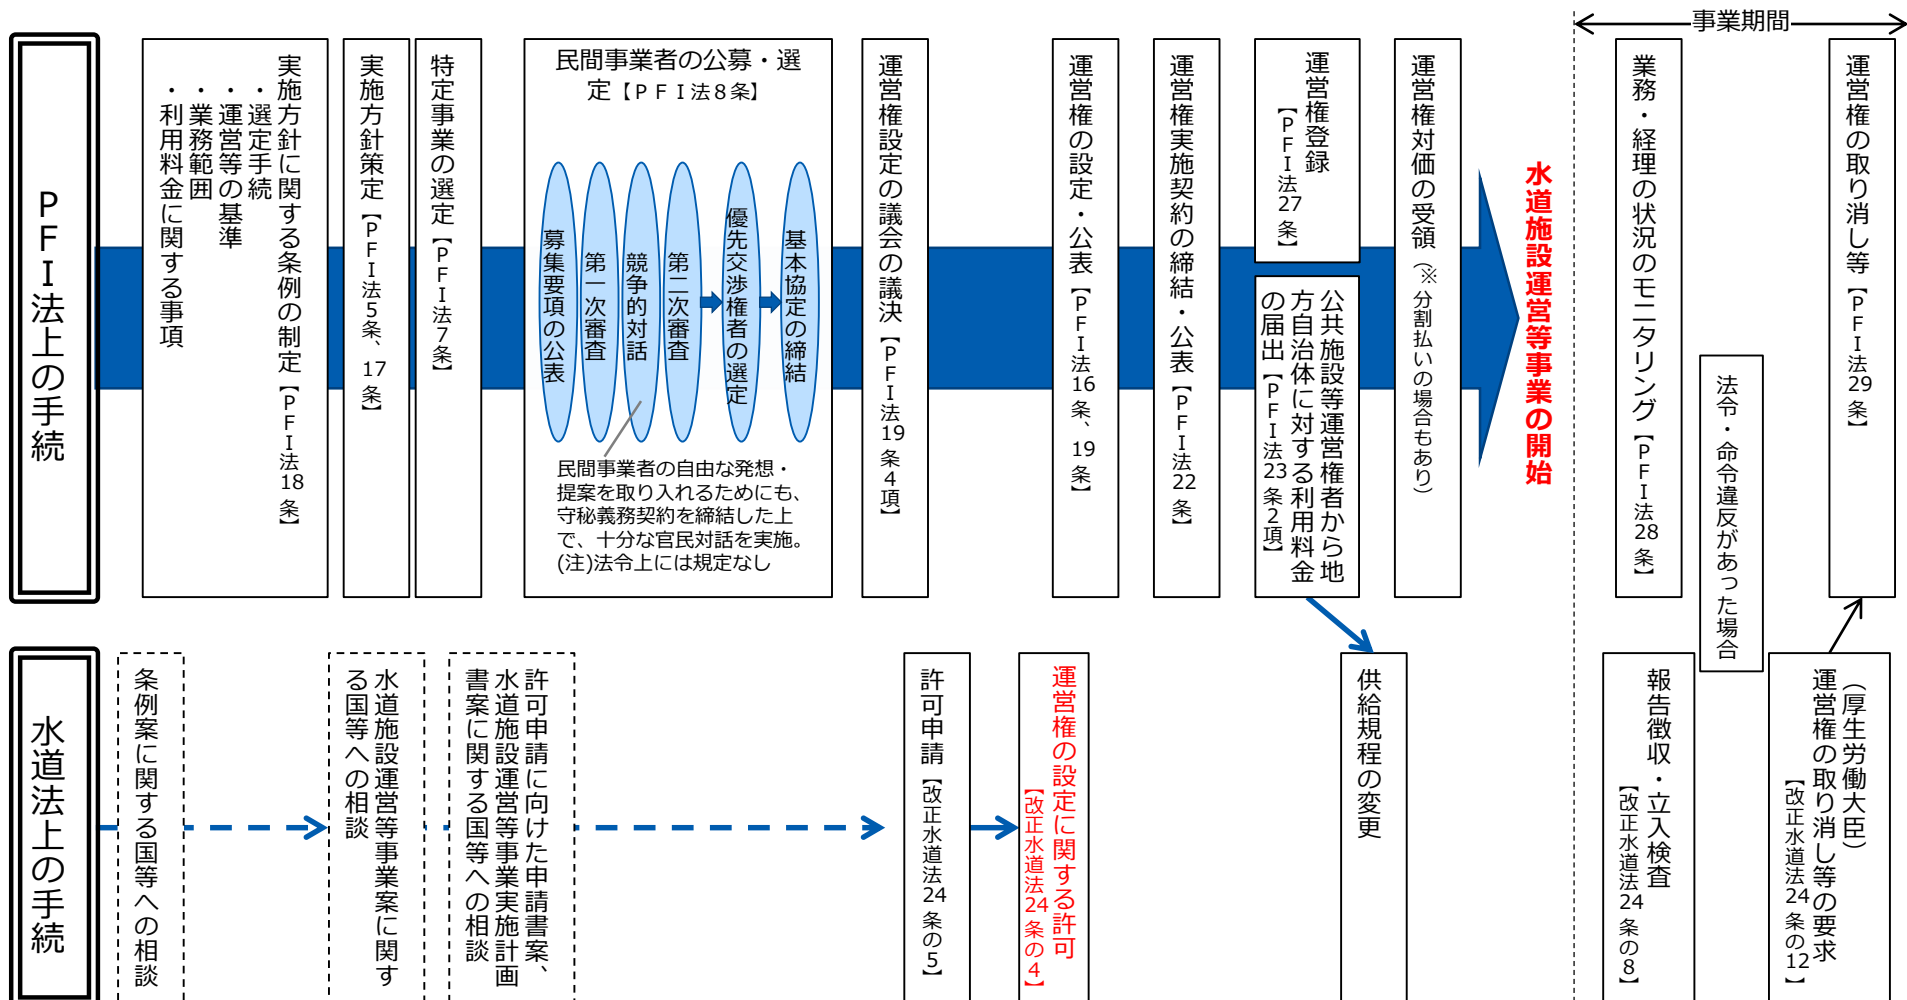 事業期間
PFI法上の手続
実施方針に関する条例の制定【PFI法18条】
・選定手続
・運営等の基準
・業務範囲
・利用料金に関する事項
実施方針策定【PFI法5条、17条】
特定事業の選定【PFI法7条】
民間事業者の公募・選
定【PFI法8条】
募集要項の公表
第一次審査
競争的対話
第二次審査
優先交渉権者の選定
基本協定の締結
民間事業者の自由な発想・
提案を取り入れるためにも、
守秘義務契約を締結した上
で、十分な官民対話を実施。
(注)法令上には規定なし
運営権設定の議会の議決【PFI法19条4項】
運営権の設定・公表【PFI法16条、19条】
運営権実施契約の締結・公表【PFI法22条】
運営権登録
【PFI法27条】
公共施設等運営権者から地
方自治体に対する利用料金
の届出【PFI法23条2項】
運営権対価の受領(※分割払いの場合もあり)
水道施設運営等事業の開始
業務・経理の状況のモニタリング【PFI法28条】
法令・命令違反があった場合
運営権の取り消し等【PFI法29条】
水道法上の手続
条例案に関する国等への相談
水道施設運営等事業案に関す
る国等への相談
許可申請に向けた申請書案、
水道施設運営等事業実施計画
書案に関する国等への相談
許可申請【改正水道法24条の5】
運営権の設定に関する許可
【改正水道法24条の4】
供給規程の変更
報告徴収・立入検査
【改正水道法24条の8】
(厚生労働大臣)
運営権の取り消し等の要求
【改正水道法24条の12】